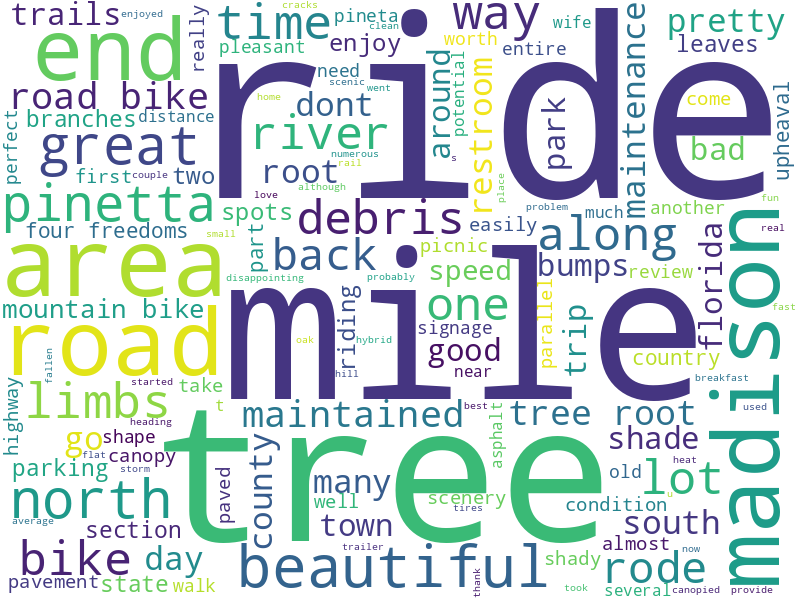 trails
enjoyed
end
really
time
pineta
way
wife
pretty
cracks
clean
pleasant
enjoy
worth
entire
leaves
ride
road bike
need
scenic
went
home
dont
around
potential
restroom
park
maintenance
come
branches
distance
river
numerous
great
perfect
first
couple
two
root
rail
s
bad
upheaval
although
love
place
problem
much
another
fun
pinetta
spots
debris
easily
real
four freedoms
small
part
back
picnic
along
florida
area
disappointing
probably
speed
bumps
review
mountain bike
one
parallel
trip
fast
road
mile
riding
signage
oak
hybrid
good
near
country
madison
fallen
hill
started
take
breakfast
limbs
t
maintained
best
tree
root
used
heading
highway
go
shape
canopy
flat
county
asphalt
shade
heat
parking
storm
paved
many
well
scenery
old
lot
u
tree
north
condition
average
section
town
tires
south
now
bike
day
trailer
shady
almost
rode
pavement
state
walk
beautiful
thank
took
several
canopied
provide